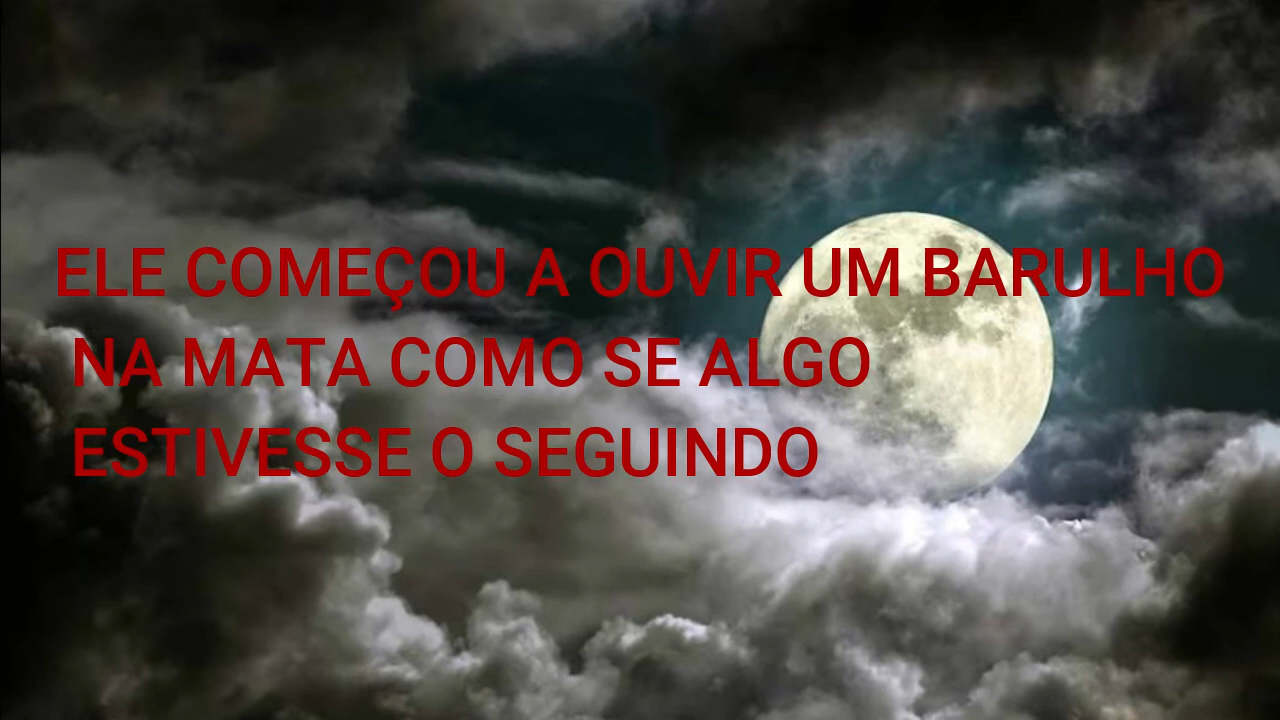 ELE COMEÇOU A OUVIR UM BARULHO
NA MATA COMO SE ALGO
ESTIVESSE O SEGUINDO